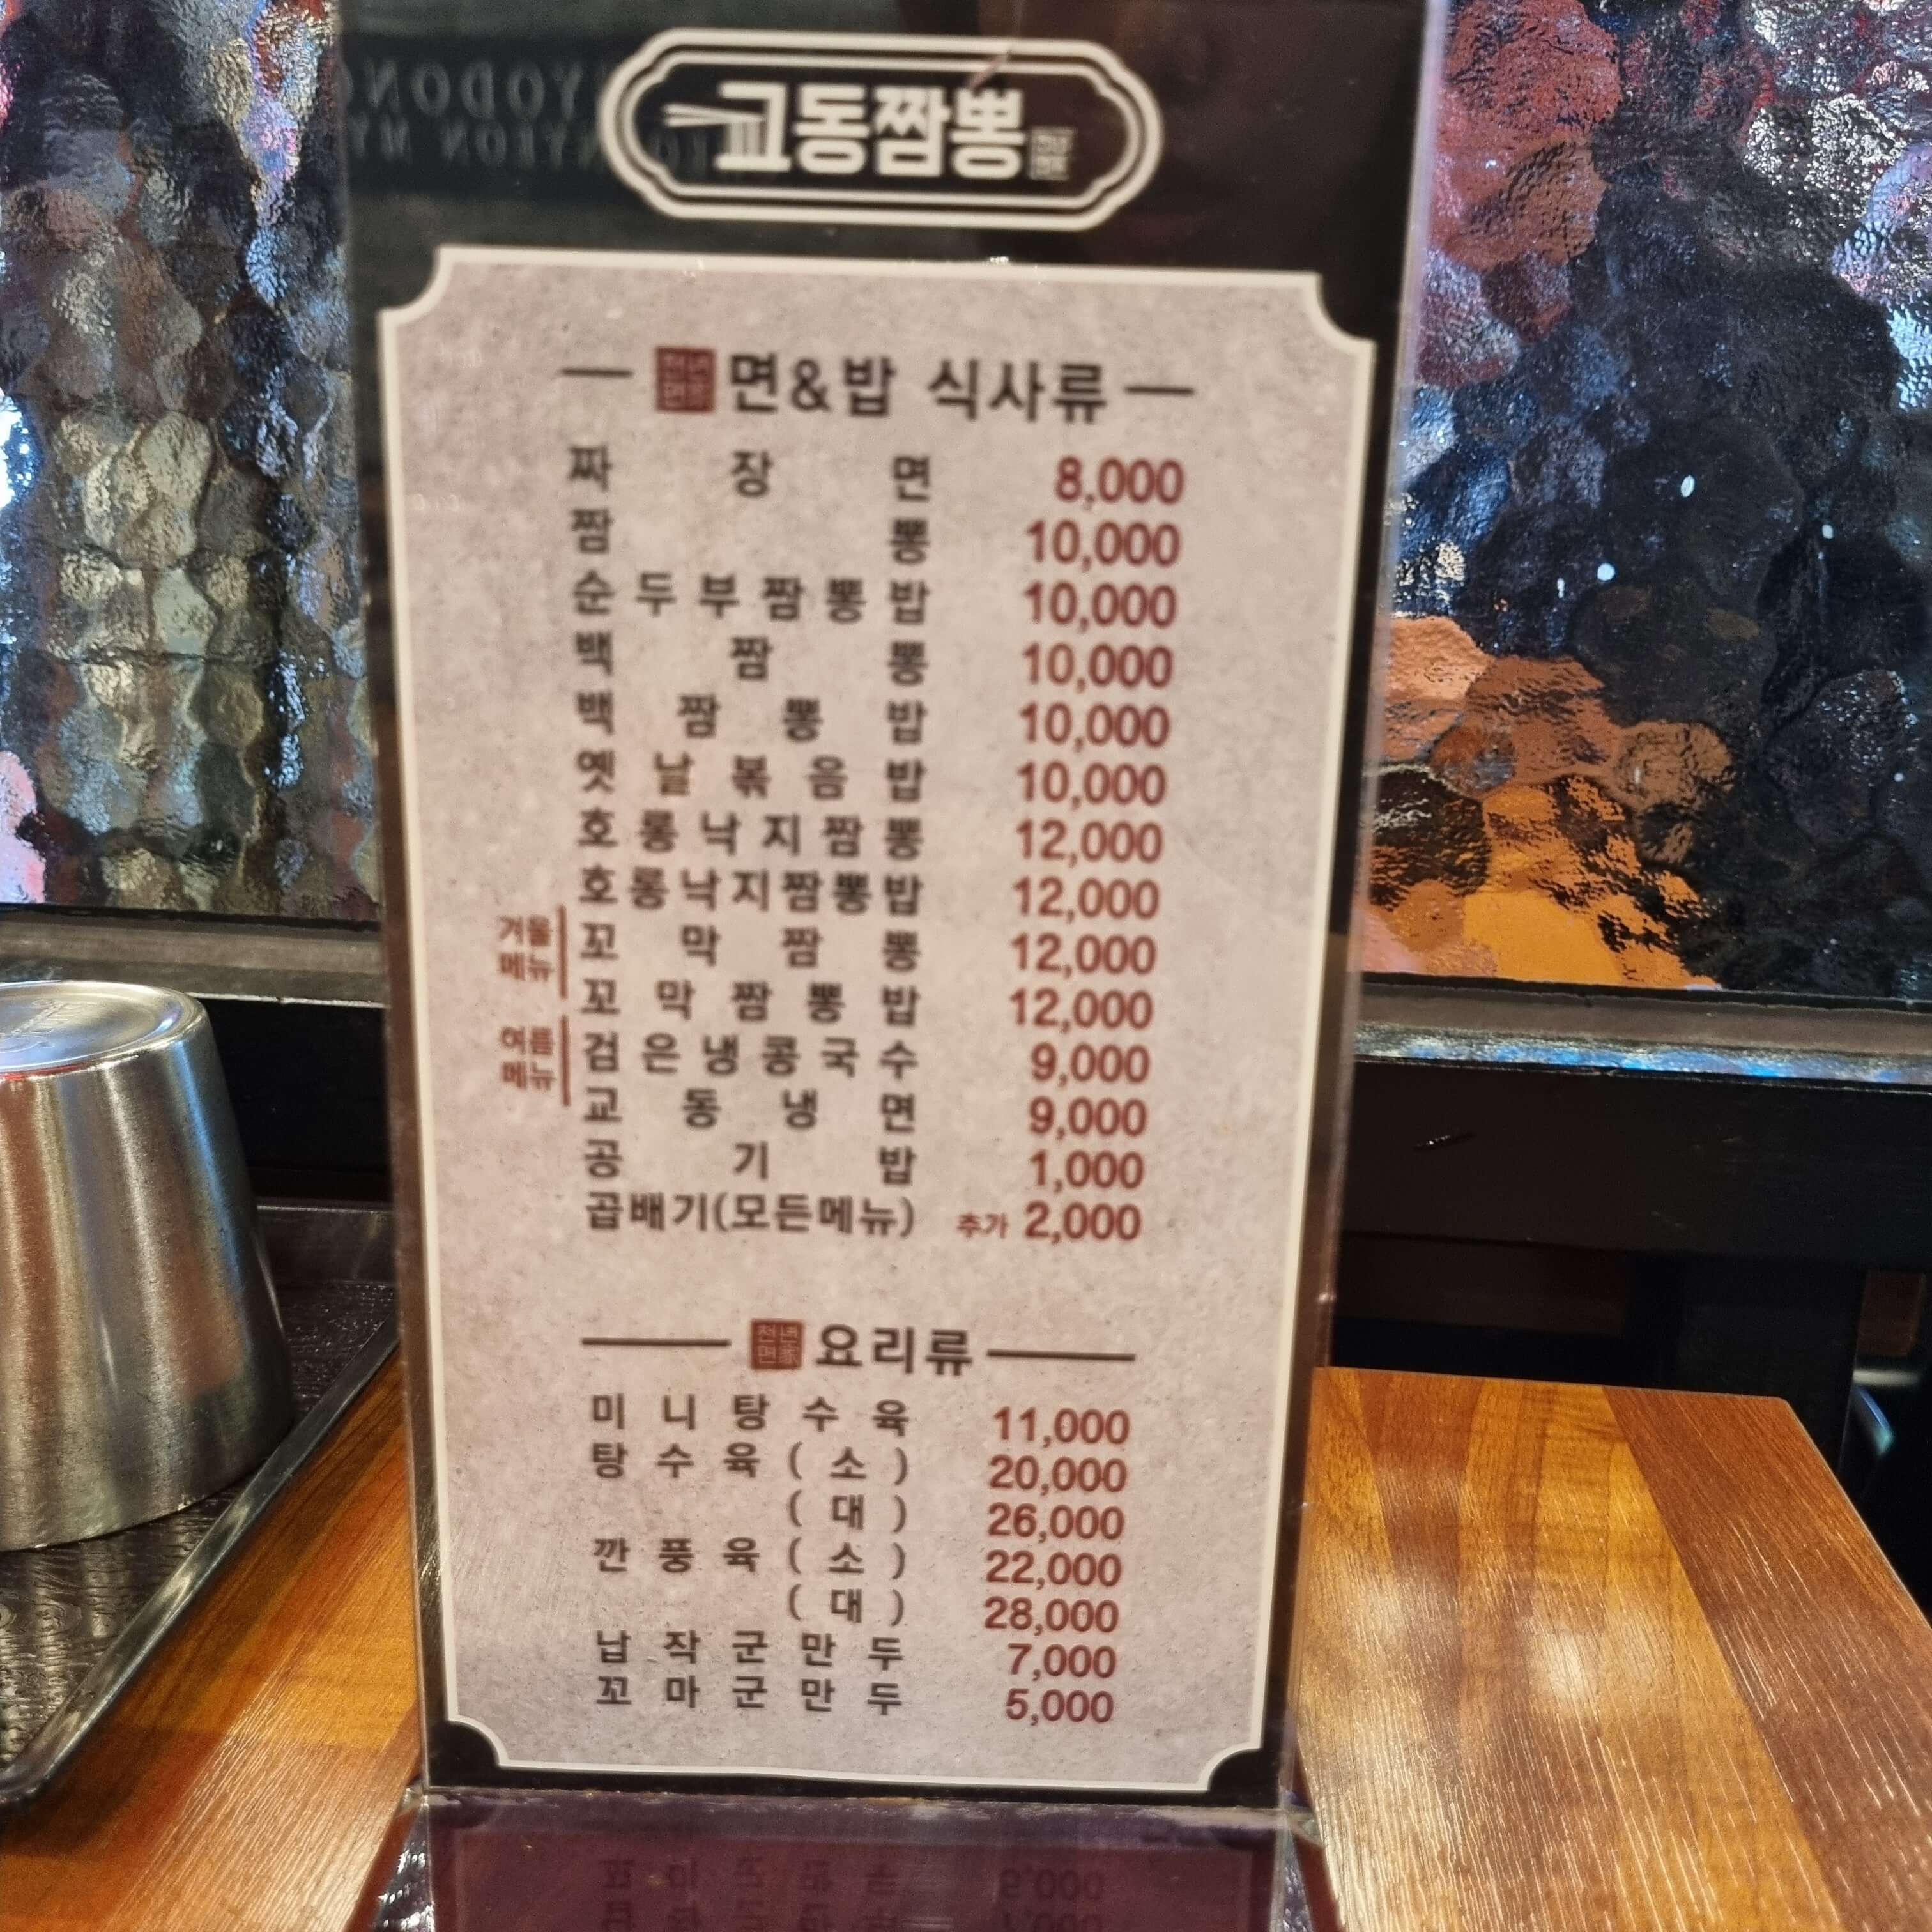 교동짬뽕
면&밥 식사류
짜장면 8,000
짬뽕 10,000
순두부짬뽕밥 10,000
백짬뽕 10,000
백짬뽕밥 10,000
옛날볶음밥 10,000
호롱낙지짬뽕 12,000
호롱낙지짬뽕밥 12,000
겨울
메뉴
꼬막짬뽕 12,000
꼬막짬뽕밥 12,000
여름
메뉴
검은냉콩국수 9,000
교동냉면 9,000
공기밥 1,000
곱배기(모든메뉴) 추가 2,000
천년
면家
요리류
미니탕수육 11,000
탕수육(소) 20,000
(대) 26,000
깐풍육(소) 22,000
(대) 28,000
납작군만두 7,000
꼬마군만두 5,000